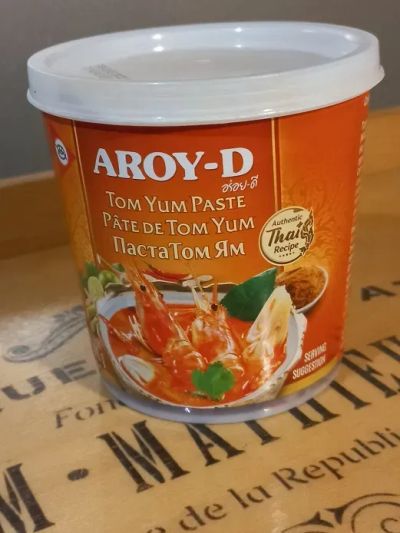 AROY-D
อร่อย-ดี
TOM YUM PASTE
PÂTE DE TOM YUM
ПАСТА ТОМ ЯМ
Authentic
Thai
Recipe
SERVING
SUGGESTION
M · MATHIE
de la Republi